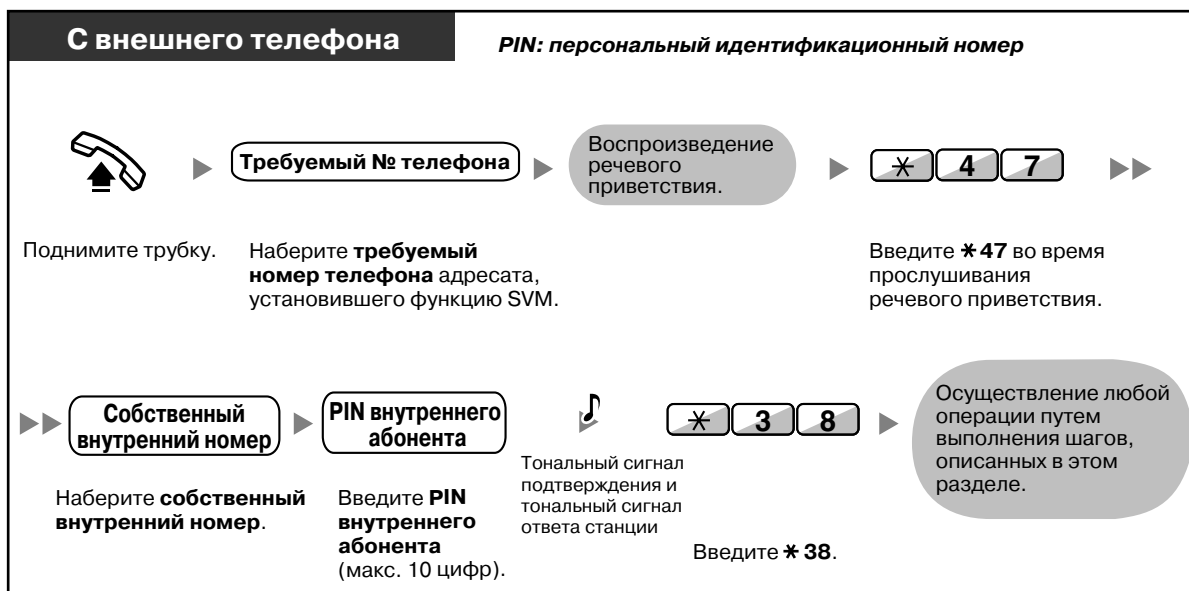 С внешнего телефона
PIN: персональный идентификационный номер
Требуемый № телефона
Воспроизведение
речевого
приветствия.
* 4 7
Поднимите трубку.
Наберите требуемый
номер телефона адресата,
установившего функцию SVM.
Введите * 47 во время
прослушивания
речевого приветствия.
Собственный
внутренний номер
PIN внутреннего
абонента
* 3 8
Осуществление любой
операции путем
выполнения шагов,
описанных в этом
разделе.
Наберите собственный
внутренний номер.
Введите PIN
внутреннего
абонента
(макс. 10 цифр).
Тональный сигнал
подтверждения и
тональный сигнал
ответа станции
Введите * 38.